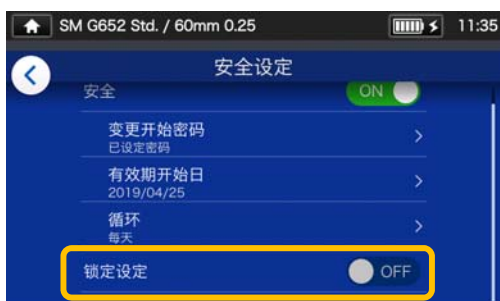 SM G652 Std. / 60mm 0.25 11:35
安全设定
安全 ON
变更开始密码
已设定密码
有效期开始日
2019/04/25
循环
每天
锁定设定 OFF